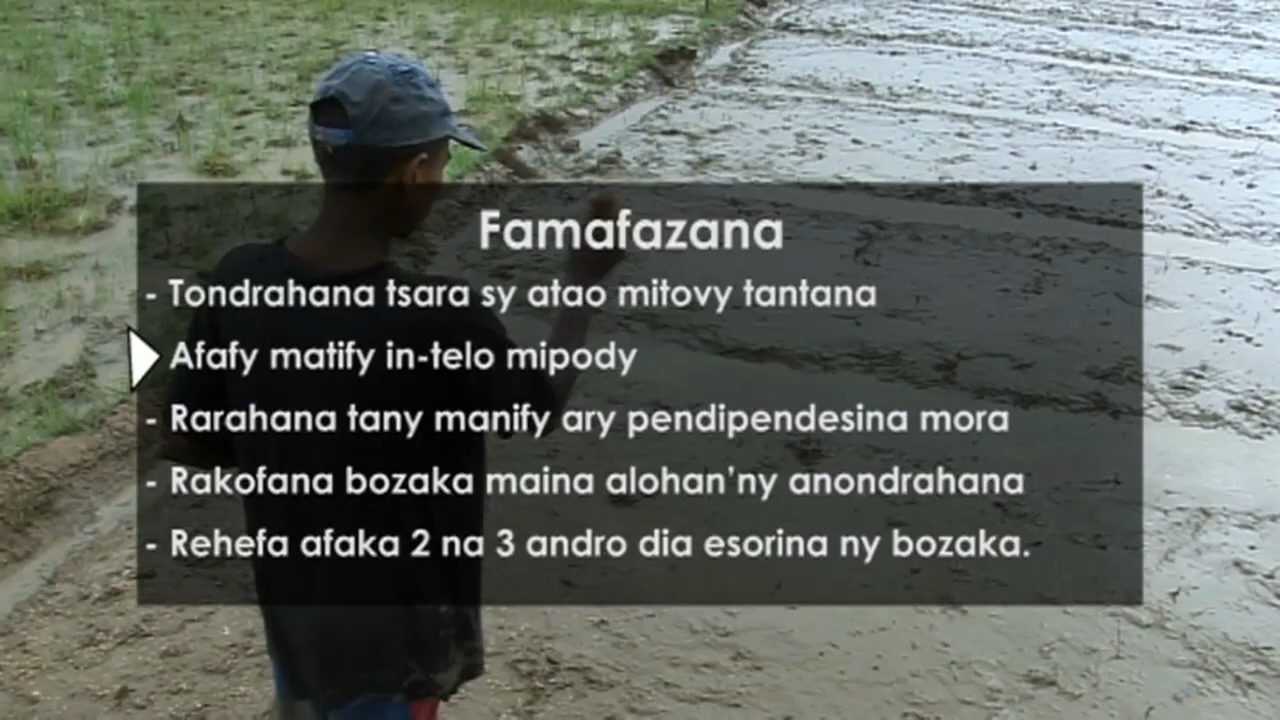 Famafazana
- Tondrahana tsara sy atao mitovy tantana
Afafy matify in-telo mipody
- Rarahana tany manify ary pendipendesina mora
- Rakofana bozaka maina alohan'ny anondrahana
- Rehefa afaka 2 na 3 andro dia esorina ny bozaka.